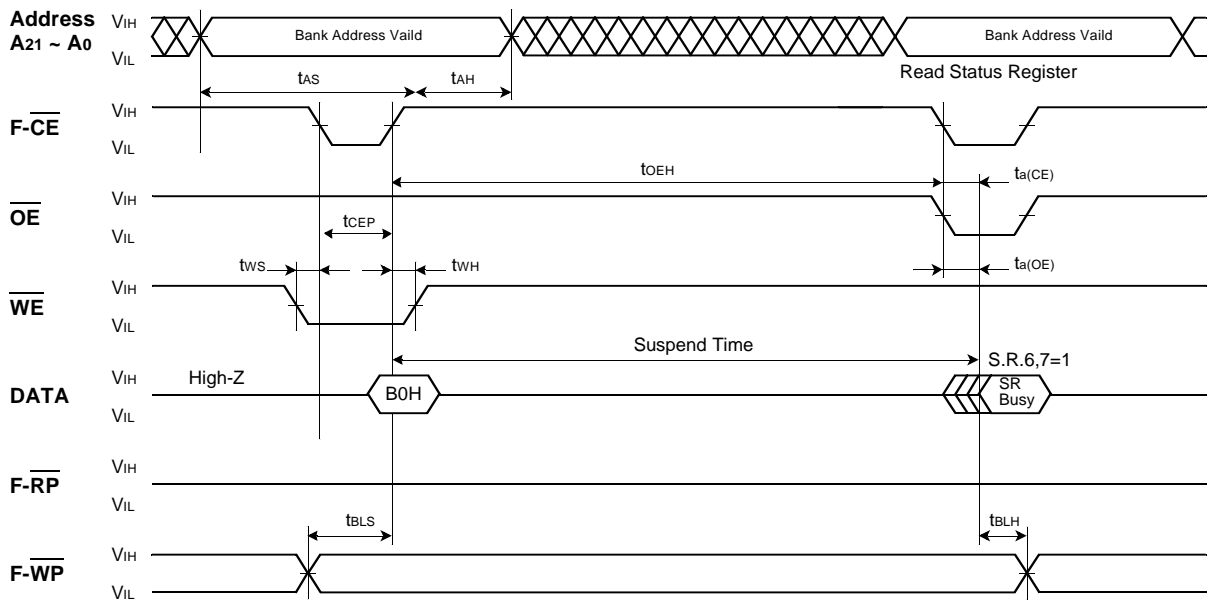 Address
A21 ~ A0
VIH
VIL
Bank Address Vaild
Bank Address Vaild
Read Status Register
tAS
tAH
F-CE
VIH
VIL
tOEH
ta(CE)
OE
VIH
VIL
tCEP
tWS
tWH
ta(OE)
WE
VIH
VIL
Suspend Time
S.R.6,7=1
DATA
VIH
VIL
High-Z
B0H
SR
Busy
F-RP
VIH
VIL
tBLS
tBLH
F-WP
VIH
VIL